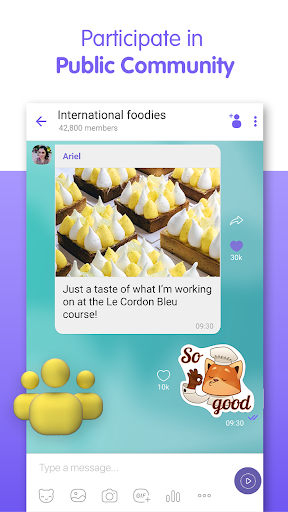 Participate in
Public Community
International foodies
42,800 members
Ariel
30k
Just a taste of what I'm working
on at the Le Cordon Bleu
course!
09:30
So
good
10k
09:30
Type a message...
GIF